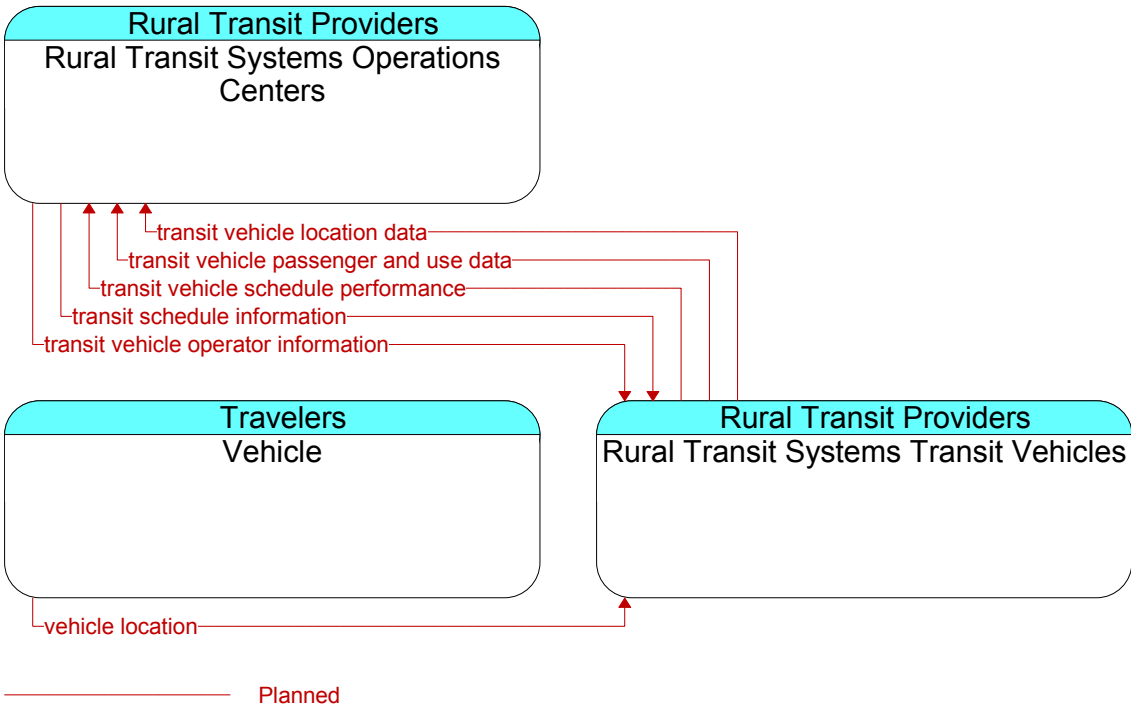 Rural Transit Providers
Rural Transit Systems Operations
Centers
transit vehicle location data
transit vehicle passenger and use data
transit vehicle schedule performance
transit schedule information
transit vehicle operator information
Travelers
Vehicle
Rural Transit Providers
Rural Transit Systems Transit Vehicles
vehicle location
Planned